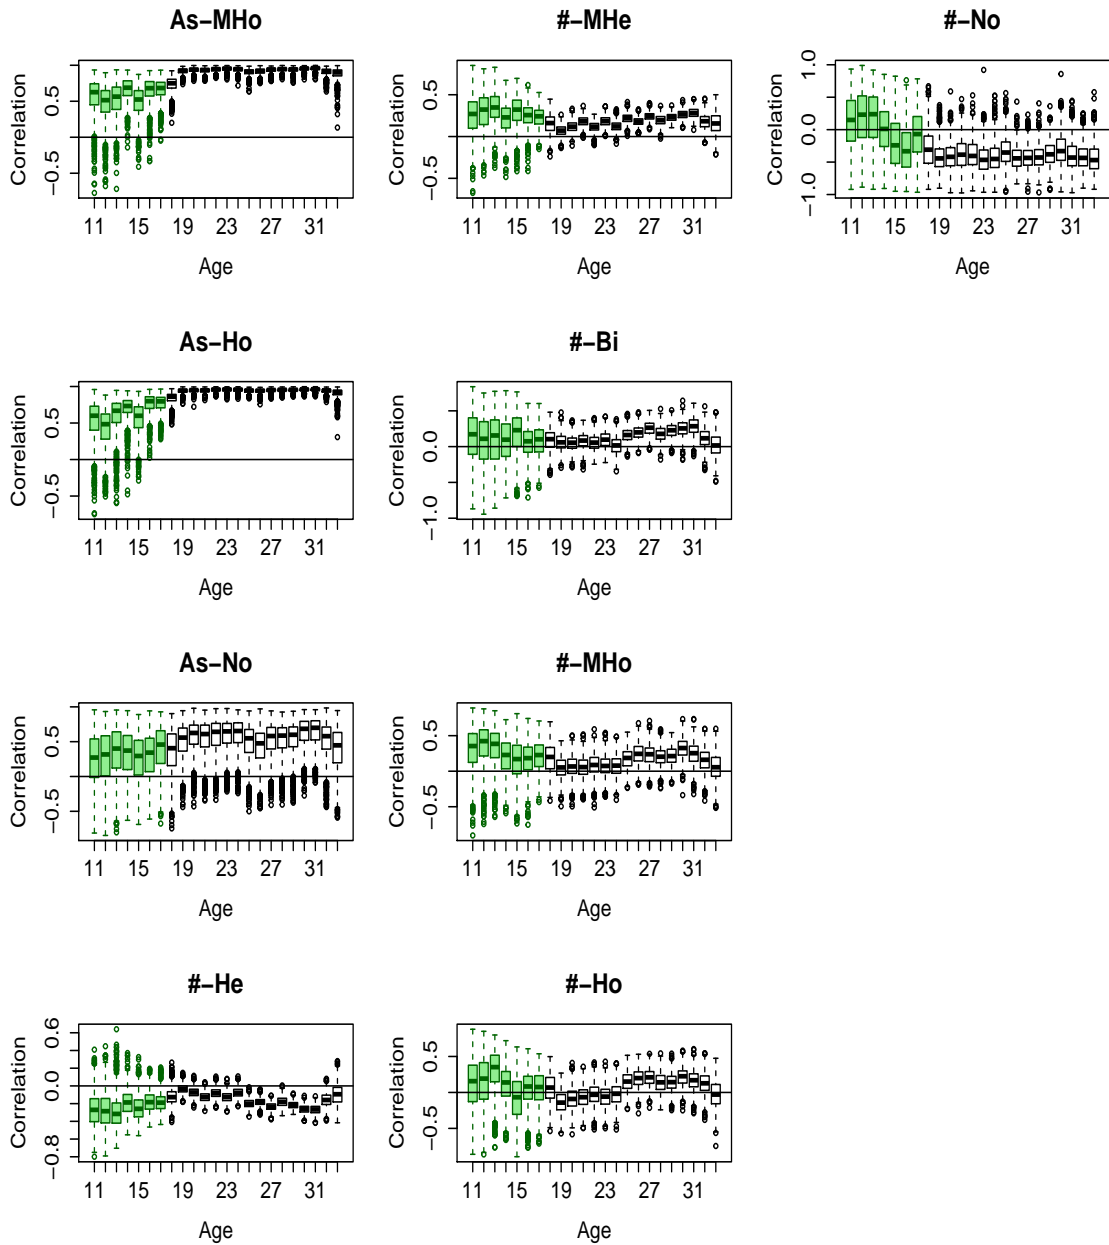 As−MHo
Correlation
0.5
−0.5
11 15 19 23 27 31
Age
#−MHe
Correlation
0.5
−0.5
11 15 19 23 27 31
Age
#−No
Correlation
1.0
0.0
−1.0
11 15 19 23 27 31
Age
As−Ho
Correlation
0.5
−0.5
11 15 19 23 27 31
Age
#−Bi
Correlation
0.0
−1.0
11 15 19 23 27 31
Age
As−No
Correlation
0.5
−0.5
11 15 19 23 27 31
Age
#−MHo
Correlation
0.5
−0.5
11 15 19 23 27 31
Age
#−He
Correlation
0.6
0.0
−0.8
11 15 19 23 27 31
Age
#−Ho
Correlation
0.5
−0.5
11 15 19 23 27 31
Age